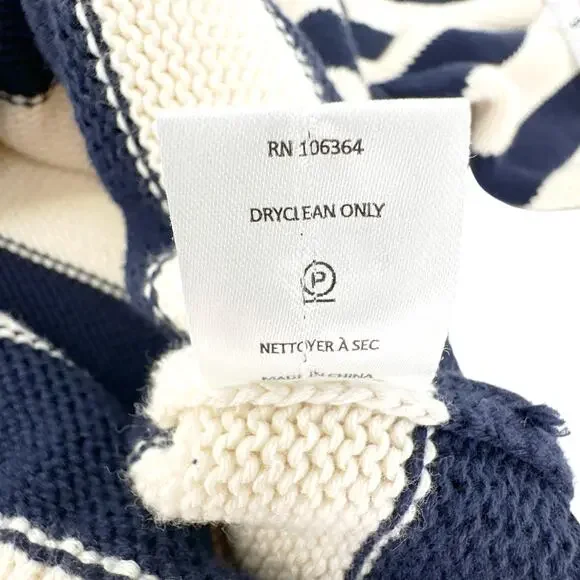 RN 106364
DRYCLEAN ONLY
P
NETTOYER À SEC
MADE IN CHINA